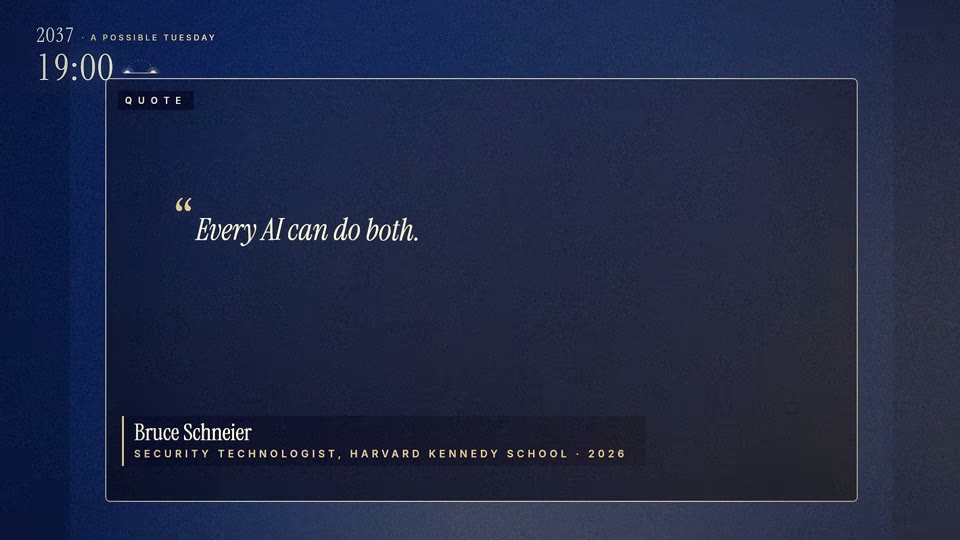 2037 · A POSSIBLE TUESDAY
19:00
QUOTE
“Every AI can do both.
Bruce Schneier
SECURITY TECHNOLOGIST, HARVARD KENNEDY SCHOOL · 2026